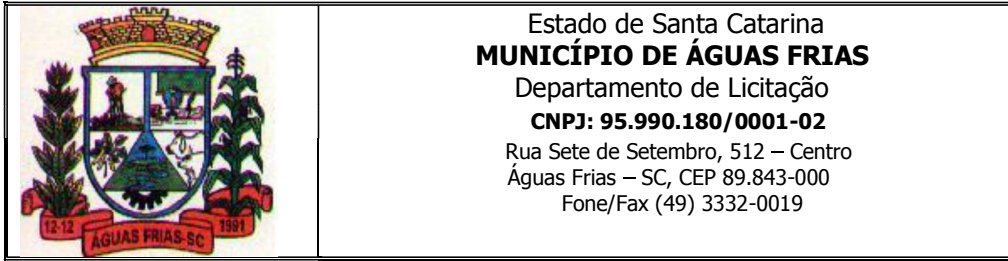 Estado de Santa Catarina
MUNICÍPIO DE ÁGUAS FRIAS
Departamento de Licitação
CNPJ: 95.990.180/0001-02
Rua Sete de Setembro, 512 – Centro
Águas Frias – SC, CEP 89.843-000
Fone/Fax (49) 3332-0019
12-12
ÁGUAS FRIAS-SC
1991